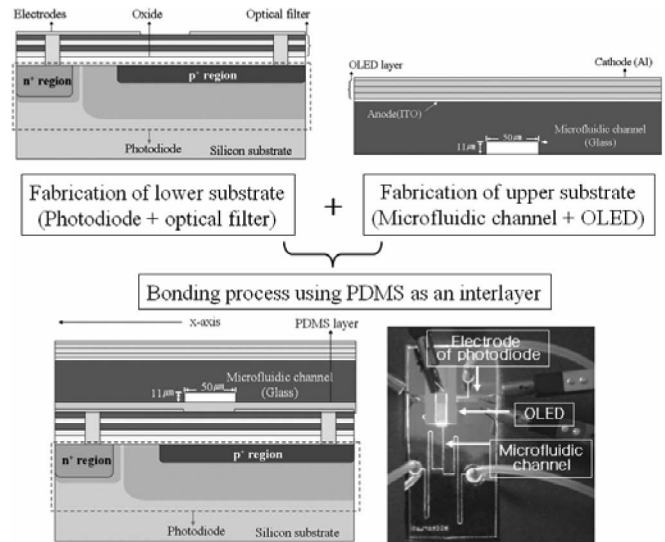 Electrodes
Oxide
Optical filter
n⁺ region
p⁺ region
Photodiode
Silicon substrate
OLED layer
Cathode (Al)
Anode(ITO)
Microfluidic channel
(Glass)
50㎛
11㎛
Fabrication of lower substrate
(Photodiode + optical filter)
+
Fabrication of upper substrate
(Microfluidic channel + OLED)
Bonding process using PDMS as an interlayer
x-axis
PDMS layer
Microfluidic channel
(Glass)
50㎛
11㎛
n⁺ region
p⁺ region
Photodiode
Silicon substrate
Electrode
of photodiode
OLED
Microfluidic
channel